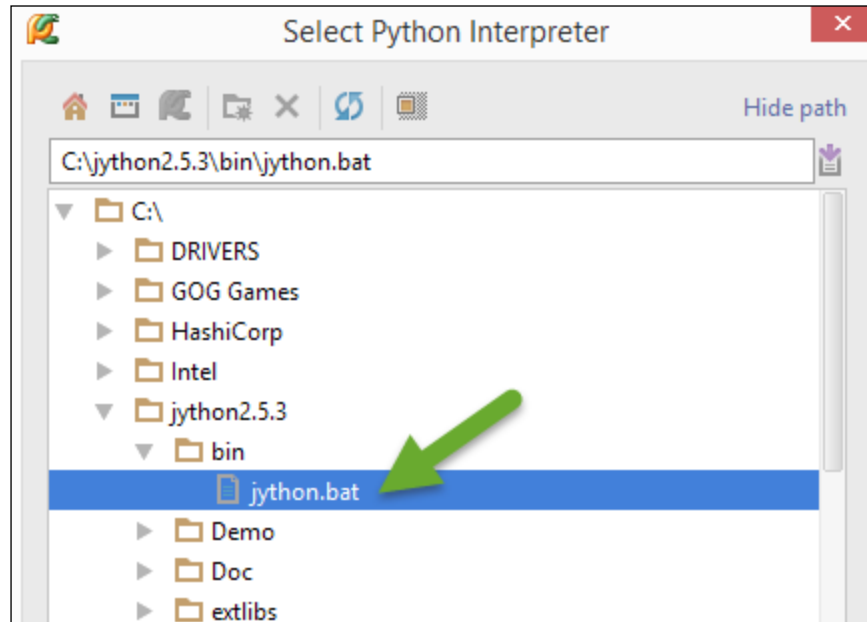 Select Python Interpreter
Hide path
C:\jython2.5.3\bin\jython.bat
C:\
DRIVERS
GOG Games
HashiCorp
Intel
jython2.5.3
bin
jython.bat
Demo
Doc
extlibs